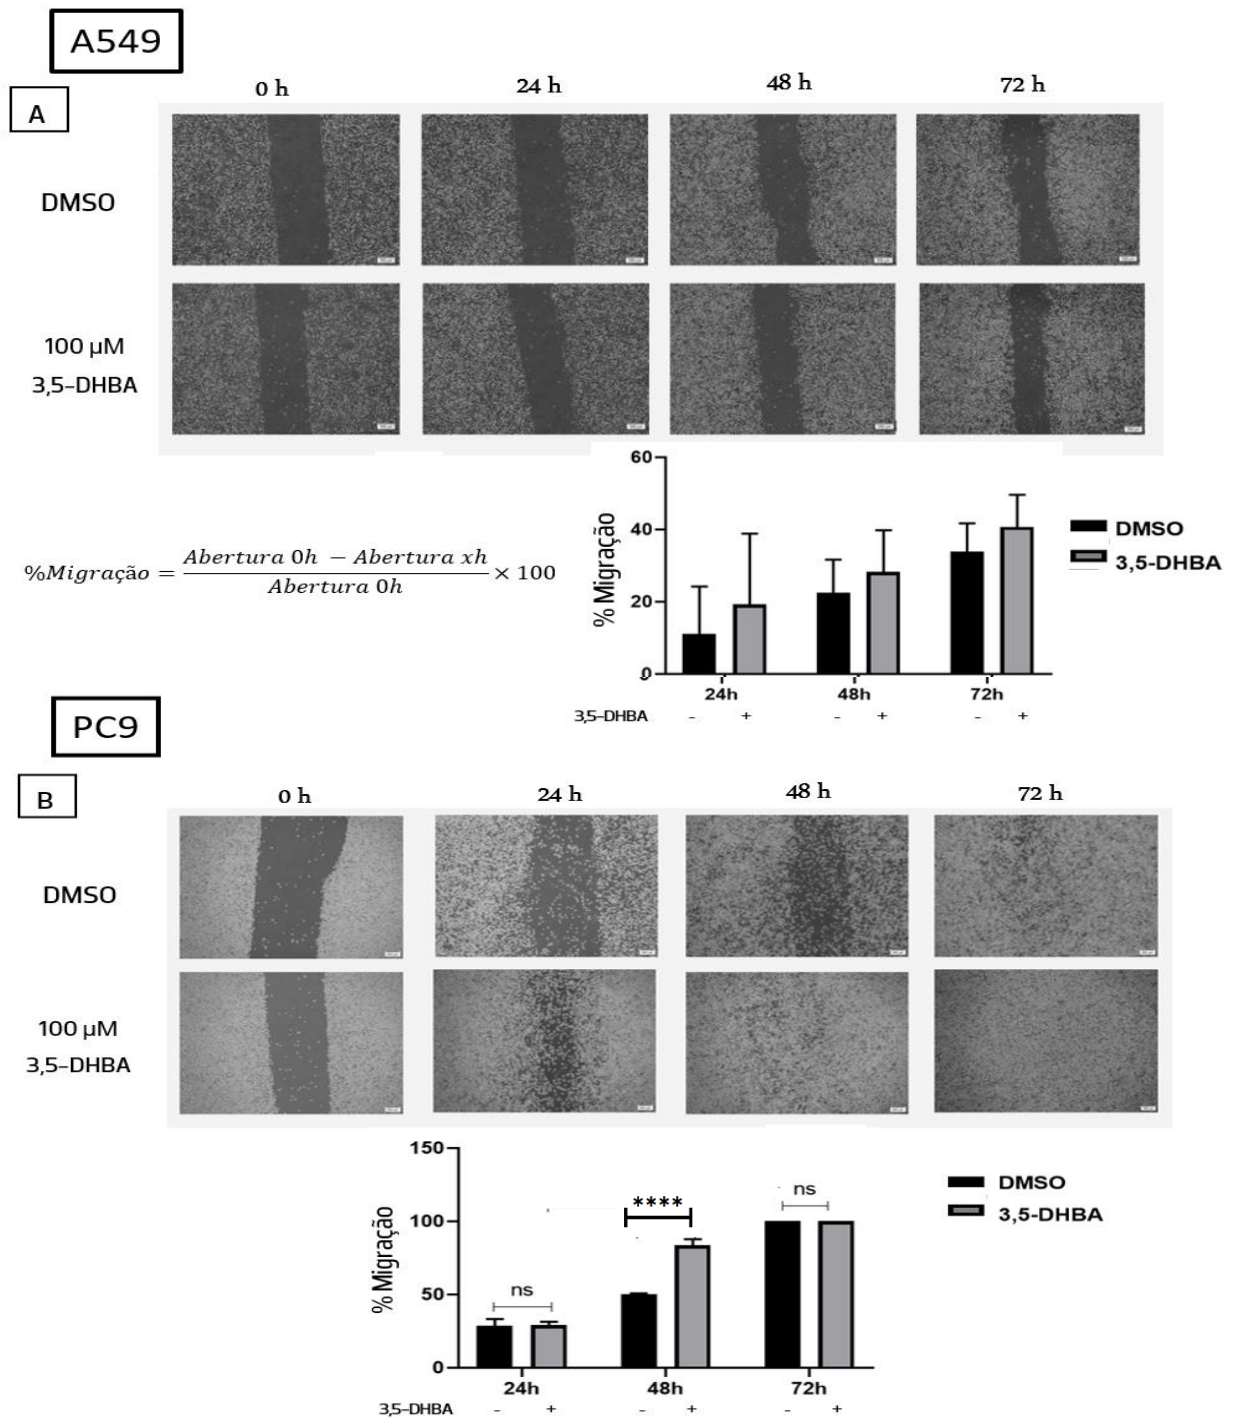 A549
A
0 h 24 h 48 h 72 h
DMSO
100 µM
3,5-DHBA
%Migração = (Abertura 0h − Abertura xh) / Abertura 0h × 100
% Migração
60
40
20
0
24h 48h 72h
3,5-DHBA - + - + - +
DMSO
3,5-DHBA
PC9
B
0 h 24 h 48 h 72 h
DMSO
100 µM
3,5-DHBA
% Migração
150
100
50
0
ns
****
ns
24h 48h 72h
3,5-DHBA - + - + - +
DMSO
3,5-DHBA